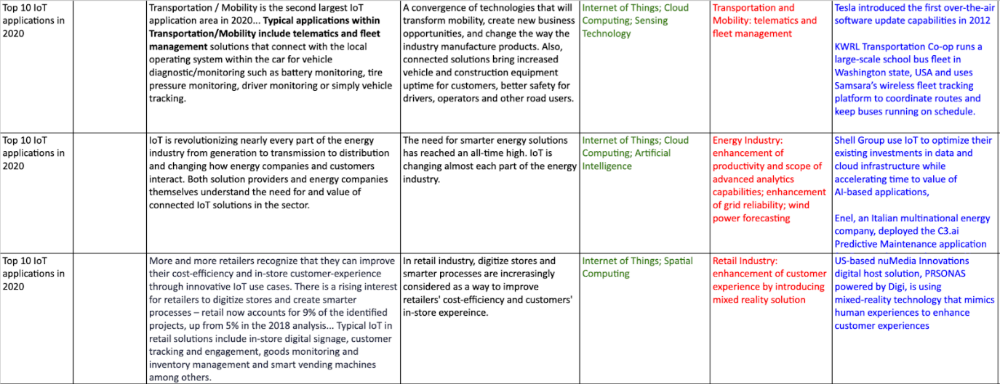 Top 10 IoT
applications in
2020
Transportation / Mobility is the second largest IoT
application area in 2020... Typical applications within
Transportation/Mobility include telematics and fleet
management solutions that connect with the local
operating system within the car for vehicle
diagnostic/monitoring such as battery monitoring, tire
pressure monitoring, driver monitoring or simply vehicle
tracking.
A convergence of technologies that will
transform mobility, create new business
opportunities, and change the way the
industry manufacture products. Also,
connected solutions bring increased
vehicle and construction equipment
uptime for customers, better safety for
drivers, operators and other road users.
Internet of Things; Cloud
Computing; Sensing
Technology
Transportation and
Mobility: telematics and
fleet management
Tesla introduced the first over-the-air
software update capabilities in 2012
KWRL Transportation Co-op runs a
large-scale school bus fleet in
Washington state, USA and uses
Samsara's wireless fleet tracking
platform to coordinate routes and
keep buses running on schedule.
Top 10 IoT
applications in
2020
IoT is revolutionizing nearly every part of the energy
industry from generation to transmission to distribution
and changing how energy companies and customers
interact. Both solution providers and energy companies
themselves understand the need for and value of
connected IoT solutions in the sector.
The need for smarter energy solutions
has reached an all-time high. IoT is
changing almost each part of the energy
industry.
Internet of Things; Cloud
Computing; Artificial
Intelligence
Energy Industry:
enhancement of
productivity and scope of
advanced analytics
capabilities; enhancement
of grid reliability; wind
power forecasting
Shell Group use IoT to optimize their
existing investments in data and
cloud infrastructure while
accelerating time to value of
AI-based applications,
Enel, an Italian multinational energy
company, deployed the C3.ai
Predictive Maintenance application
Top 10 IoT
applications in
2020
More and more retailers recognize that they can improve
their cost-efficiency and in-store customer-experience
through innovative IoT use cases. There is a rising interest
for retailers to digitize stores and create smarter
processes – retail now accounts for 9% of the identified
projects, up from 5% in the 2018 analysis... Typical IoT in
retail solutions include in-store digital signage, customer
tracking and engagement, goods monitoring and
inventory management and smart vending machines
among others.
In retail industry, digitize stores and
smarter processes are increrasingly
considered as a way to improve
retailers' cost-efficiency and customers'
in-store expereince.
Internet of Things; Spatial
Computing
Retail Industry:
enhancement of customer
experience by introducing
mixed reality solution
US-based nuMedia Innovations
digital host solution, PRSONAS
powered by Digi, is using
mixed-reality technology that mimics
human experiences to enhance
customer experiences